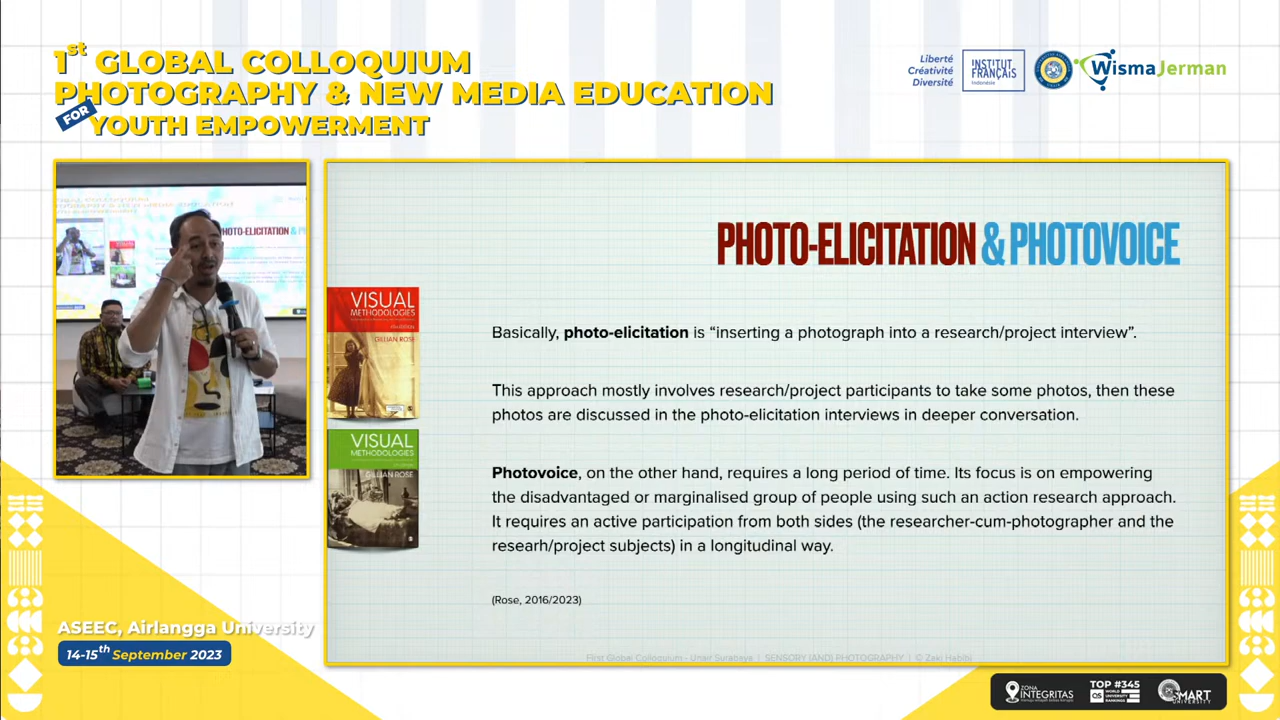 1st GLOBAL COLLOQUIUM
PHOTOGRAPHY & NEW MEDIA EDUCATION
FOR YOUTH EMPOWERMENT
Liberté
Créativité
Diversité
INSTITUT
FRANÇAIS
Indonesia
WismaJerman
PHOTO-ELICITATION & PHOTOVOICE
VISUAL
METHODOLOGIES
GILLIAN ROSE
VISUAL
METHODOLOGIES
GILLIAN ROSE
Basically, photo-elicitation is “inserting a photograph into a research/project interview”.
This approach mostly involves research/project participants to take some photos, then these
photos are discussed in the photo-elicitation interviews in deeper conversation.
Photovoice, on the other hand, requires a long period of time. Its focus is on empowering
the disadvantaged or marginalised group of people using such an action research approach.
It requires an active participation from both sides (the researcher-cum-photographer and the
researh/project subjects) in a longitudinal way.
(Rose, 2016/2023)
First Global Colloquium - Unair Surabaya | SENSORY (AND) PHOTOGRAPHY | © Zaki Habibi
PHOTO-ELICITATION & P
ASEEC, Airlangga University
14-15th September 2023
ZONA
INTEGRITAS
TOP #345
QS WORLD
UNIVERSITY
RANKINGS
SMART
UNIVERSITY